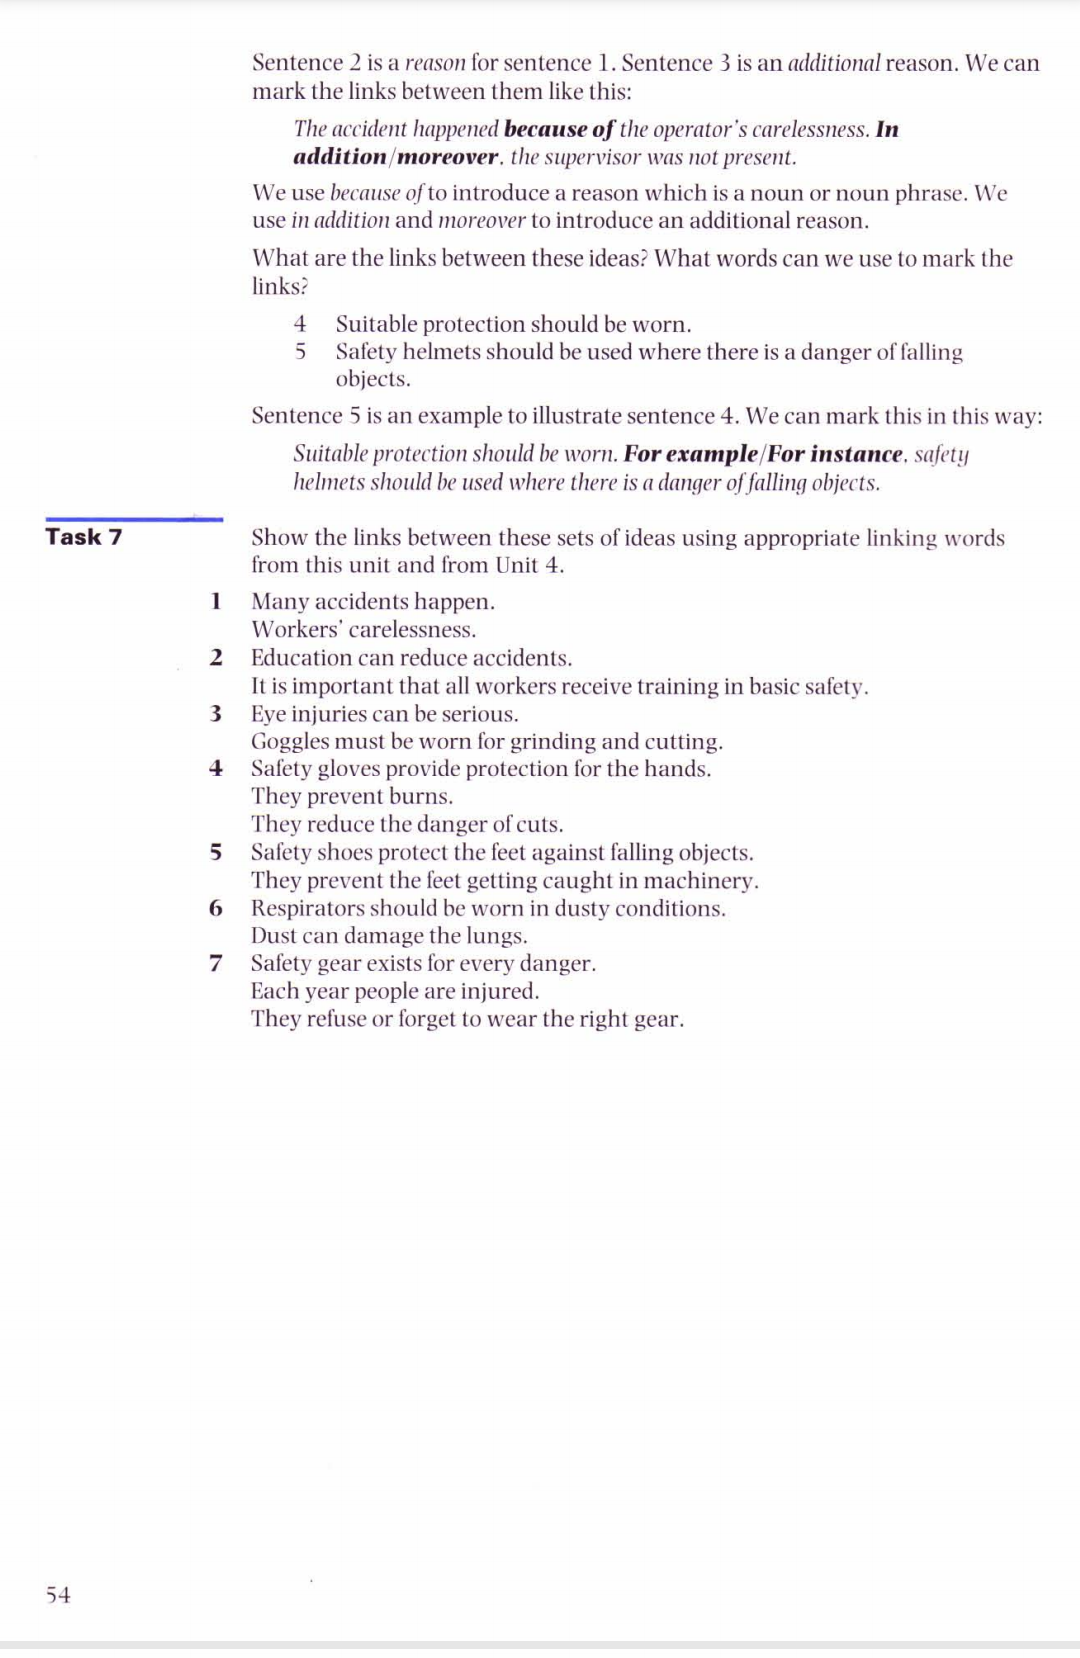 Sentence 2 is a reason for sentence 1. Sentence 3 is an additional reason. We can
mark the links between them like this:
The accident happened because of the operator's carelessness. In
addition/moreover, the supervisor was not present.
We use because of to introduce a reason which is a noun or noun phrase. We
use in addition and moreover to introduce an additional reason.
What are the links between these ideas? What words can we use to mark the
links?
4 Suitable protection should be worn.
5 Safety helmets should be used where there is a danger of falling
objects.
Sentence 5 is an example to illustrate sentence 4. We can mark this in this way:
Suitable protection should be worn. For example/For instance, safety
helmets should be used where there is a danger of falling objects.
Task 7 Show the links between these sets of ideas using appropriate linking words
from this unit and from Unit 4.
1 Many accidents happen.
Workers' carelessness.
2 Education can reduce accidents.
It is important that all workers receive training in basic safety.
3 Eye injuries can be serious.
Goggles must be worn for grinding and cutting.
4 Safety gloves provide protection for the hands.
They prevent burns.
They reduce the danger of cuts.
5 Safety shoes protect the feet against falling objects.
They prevent the feet getting caught in machinery.
6 Respirators should be worn in dusty conditions.
Dust can damage the lungs.
7 Safety gear exists for every danger.
Each year people are injured.
They refuse or forget to wear the right gear.
54